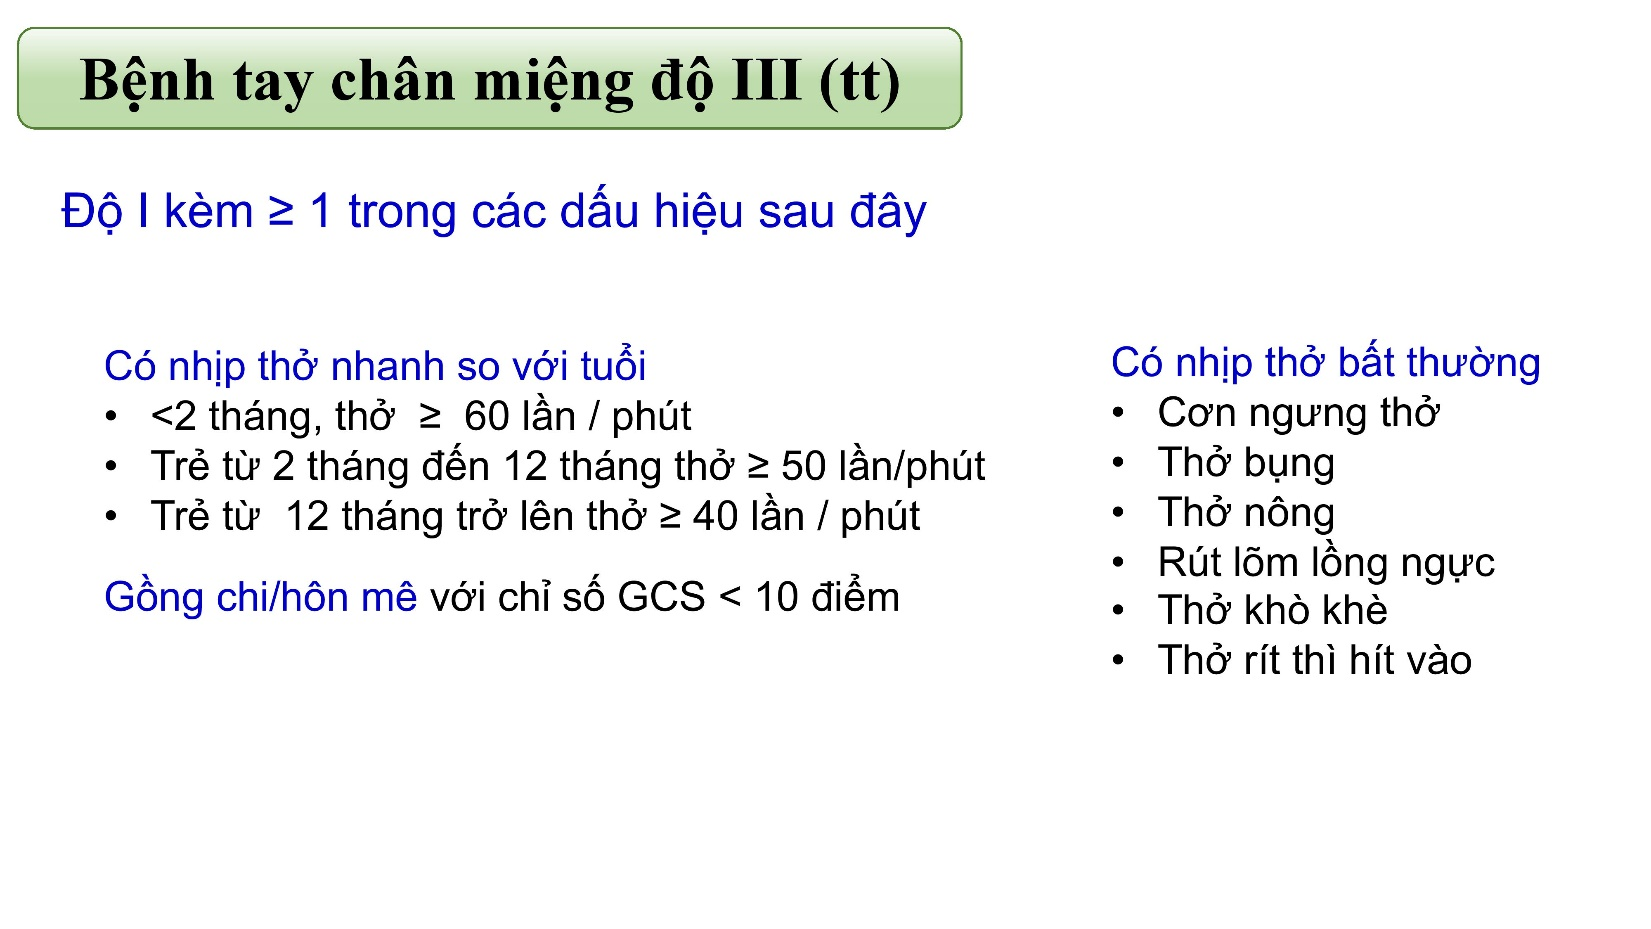 Bệnh tay chân miệng độ III (tt)
Độ I kèm ≥ 1 trong các dấu hiệu sau đây
Có nhịp thở nhanh so với tuổi
• <2 tháng, thở ≥ 60 lần / phút
• Trẻ từ 2 tháng đến 12 tháng thở ≥ 50 lần/phút
• Trẻ từ 12 tháng trở lên thở ≥ 40 lần / phút
Gồng chi/hôn mê với chỉ số GCS < 10 điểm
Có nhịp thở bất thường
• Cơn ngưng thở
• Thở bụng
• Thở nông
• Rút lõm lồng ngực
• Thở khò khè
• Thở rít thì hít vào